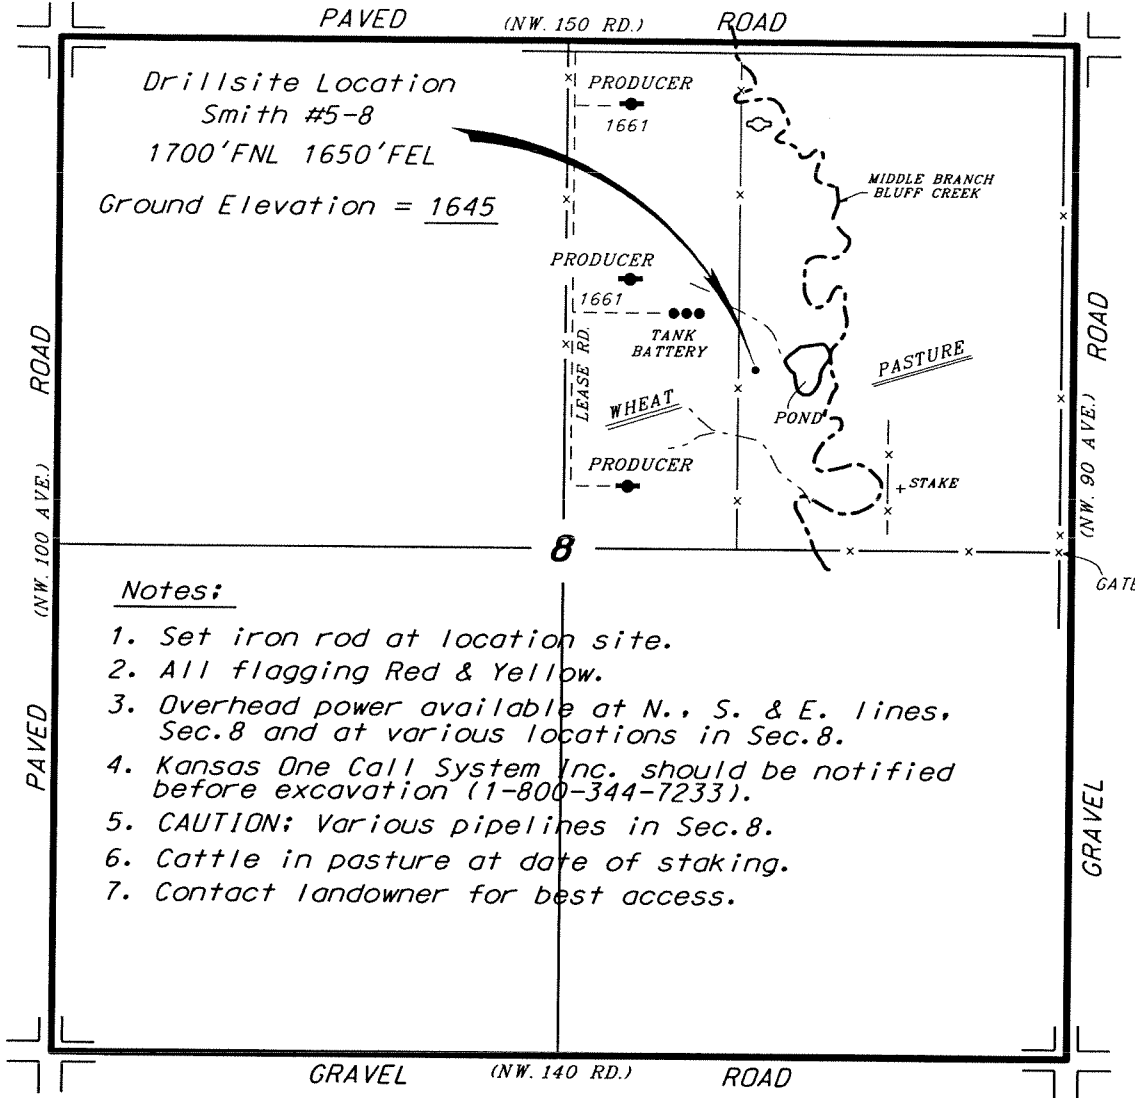 PAVED (NW. 150 RD.) ROAD
Drillsite Location
Smith #5-8
1700'FNL 1650'FEL
Ground Elevation = 1645
PRODUCER
1661
MIDDLE BRANCH
BLUFF CREEK
PRODUCER
1661
TANK
BATTERY
LEASE RD.
WHEAT
POND
PASTURE
PRODUCER
STAKE
8
GATE
PAVED (NW. 100 AVE.) ROAD
GRAVEL (NW. 90 AVE.) ROAD
Notes:
1. Set iron rod at location site.
2. All flagging Red & Yellow.
3. Overhead power available at N., S. & E. lines,
Sec.8 and at various locations in Sec.8.
4. Kansas One Call System Inc. should be notified
before excavation (1-800-344-7233).
5. CAUTION: Various pipelines in Sec.8.
6. Cattle in pasture at date of staking.
7. Contact landowner for best access.
GRAVEL (NW. 140 RD.) ROAD